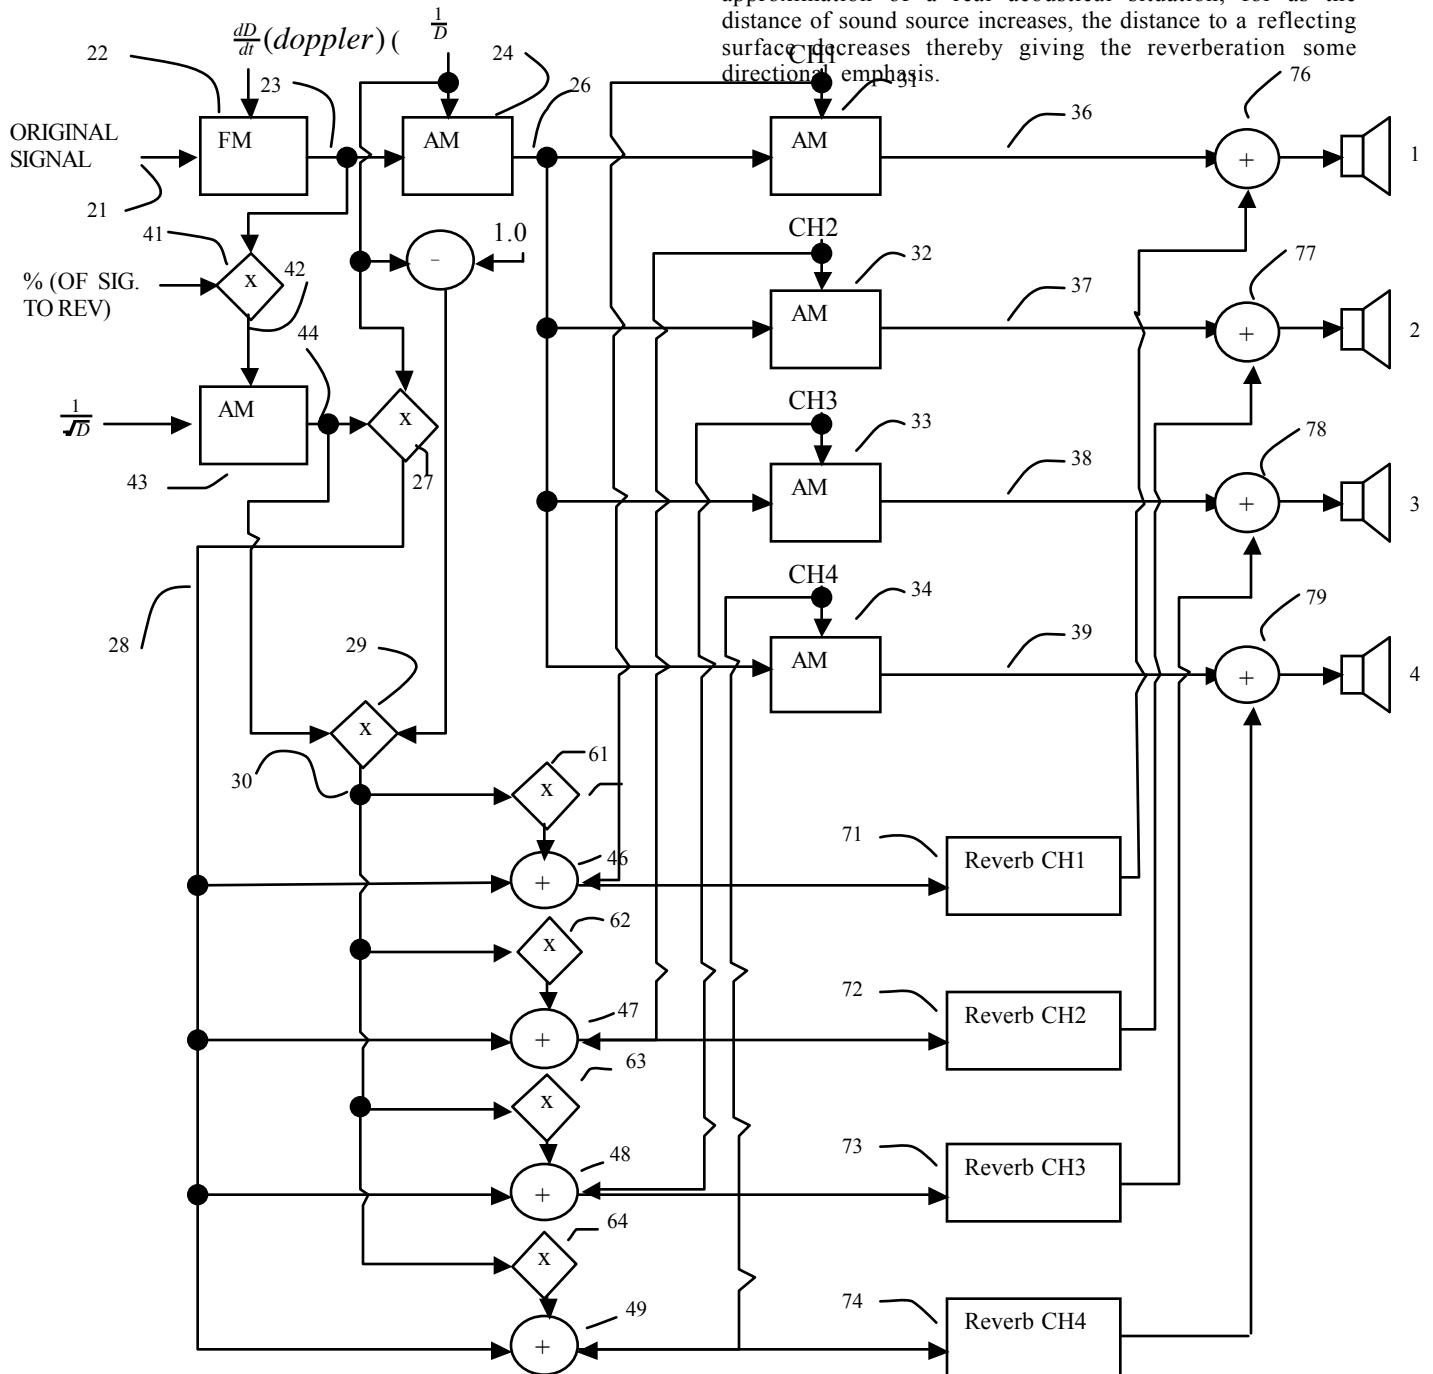 approximation of a real acoustical situation, for as the
distance of sound source increases, the distance to a reflecting
surface decreases thereby giving the reverberation some
directional emphasis.
dD/dt (doppler) (
1/D
22
23
24
26
CH1
31
36
76
ORIGINAL
SIGNAL
FM
AM
AM
+
1
21
41
42
1.0
-
CH2
32
37
77
% (OF SIG.
TO REV)
x
AM
+
2
44
1/√D
AM
x
43
27
CH3
33
38
78
AM
+
3
28
CH4
34
39
79
AM
+
4
29
x
30
61
x
46
+
71
Reverb CH1
62
x
47
+
72
Reverb CH2
63
x
48
+
73
Reverb CH3
64
x
49
+
74
Reverb CH4